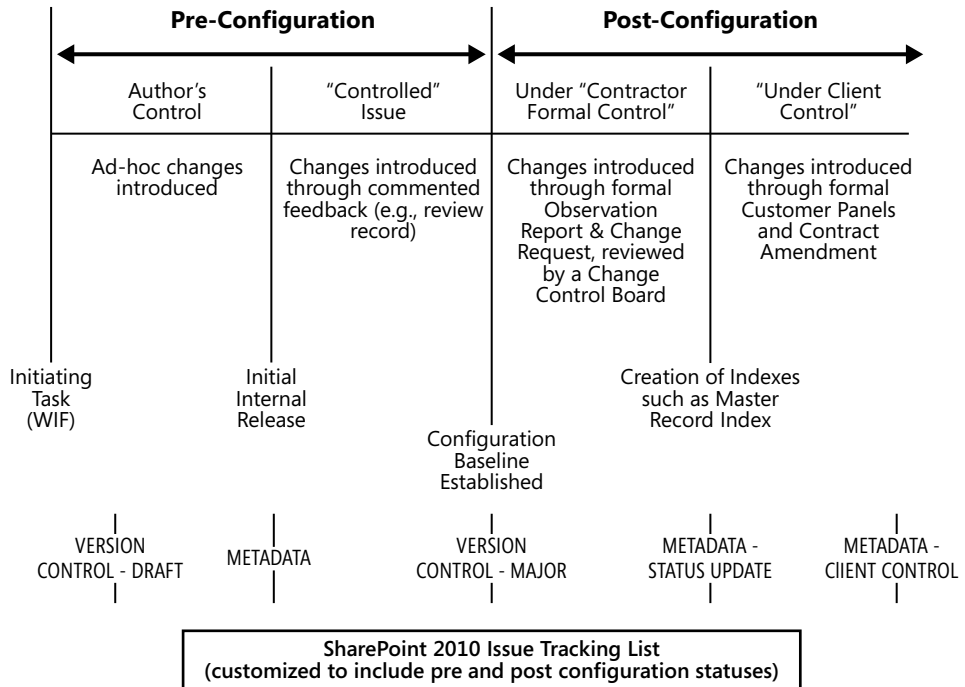 Pre-Configuration
Post-Configuration
Author's
Control
"Controlled"
Issue
Under "Contractor
Formal Control"
"Under Client
Control"
Ad-hoc changes
introduced
Changes introduced
through commented
feedback (e.g., review
record)
Changes introduced
through formal
Observation
Report & Change
Request, reviewed
by a Change
Control Board
Changes introduced
through formal
Customer Panels
and Contract
Amendment
Initiating
Task
(WIF)
Initial
Internal
Release
Configuration
Baseline
Established
Creation of Indexes
such as Master
Record Index
VERSION
CONTROL - DRAFT
METADATA
VERSION
CONTROL - MAJOR
METADATA -
STATUS UPDATE
METADATA -
ClIENT CONTROL
SharePoint 2010 Issue Tracking List
(customized to include pre and post configuration statuses)